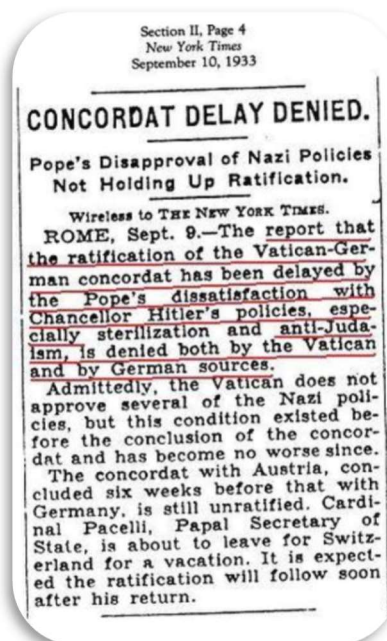 Section II, Page 4
New York Times
September 10, 1933
CONCORDAT DELAY DENIED.
Pope's Disapproval of Nazi Policies
Not Holding Up Ratification.
Wireless to THE NEW YORK TIMES.
ROME, Sept. 9.—The report that
the ratification of the Vatican-Ger-
man concordat has been delayed by
the Pope's dissatisfaction with
Chancellor Hitler's policies, espe-
cially sterilization and anti-Juda-
ism, is denied both by the Vatican
and by German sources.
Admittedly, the Vatican does not
approve several of the Nazi poli-
cies, but this condition existed be-
fore the conclusion of the concor-
dat and has become no worse since.
The concordat with Austria, con-
cluded six weeks before that with
Germany, is still unratified. Cardi-
nal Pacelli, Papal Secretary of
State, is about to leave for Switz-
erland for a vacation. It is expect-
ed the ratification will follow soon
after his return.